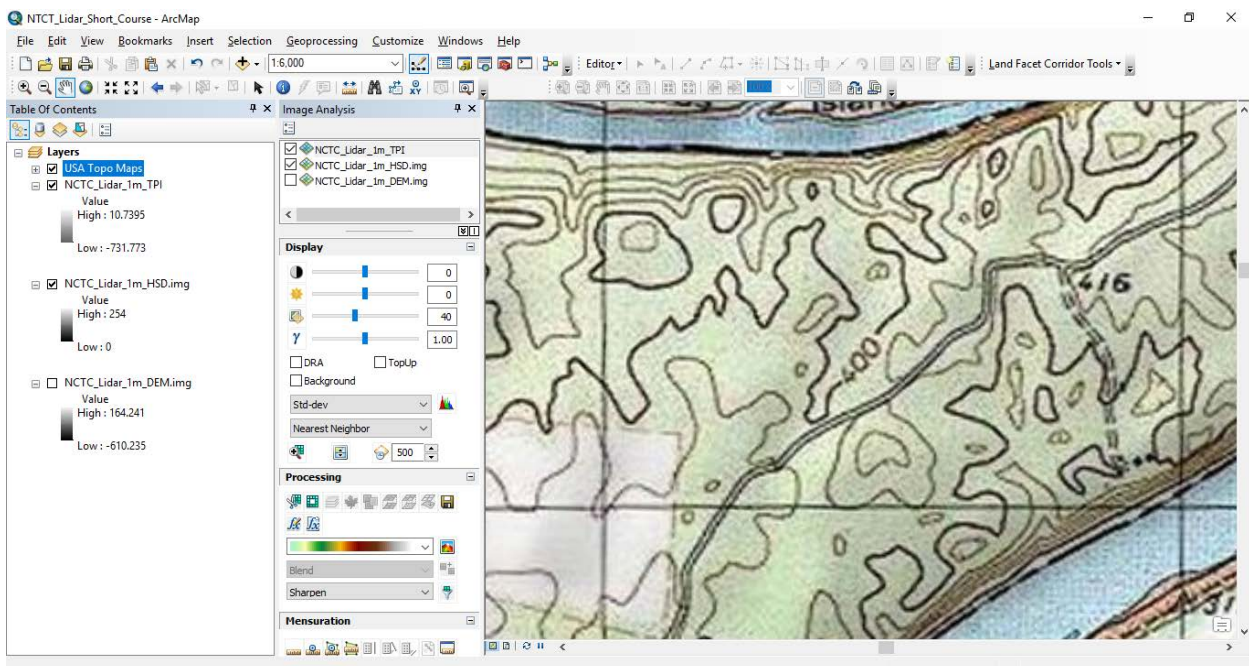 NTCT_Lidar_Short_Course - ArcMap
File Edit View Bookmarks Insert Selection Geoprocessing Customize Windows Help
1:6,000
Editor
Land Facet Corridor Tools
Table Of Contents
Layers
USA Topo Maps
NCTC_Lidar_1m_TPI
Value
High : 10.7395
Low : -731.773
NCTC_Lidar_1m_HSD.img
Value
High : 254
Low : 0
NCTC_Lidar_1m_DEM.img
Value
High : 164.241
Low : -610.235
Image Analysis
NCTC_Lidar_1m_TPI
NCTC_Lidar_1m_HSD.img
NCTC_Lidar_1m_DEM.img
Display
0
0
40
γ 1.00
DRA TopUp
Background
Std-dev
Nearest Neighbor
500
Processing
Blend
Sharpen
Mensuration
Island
416
400